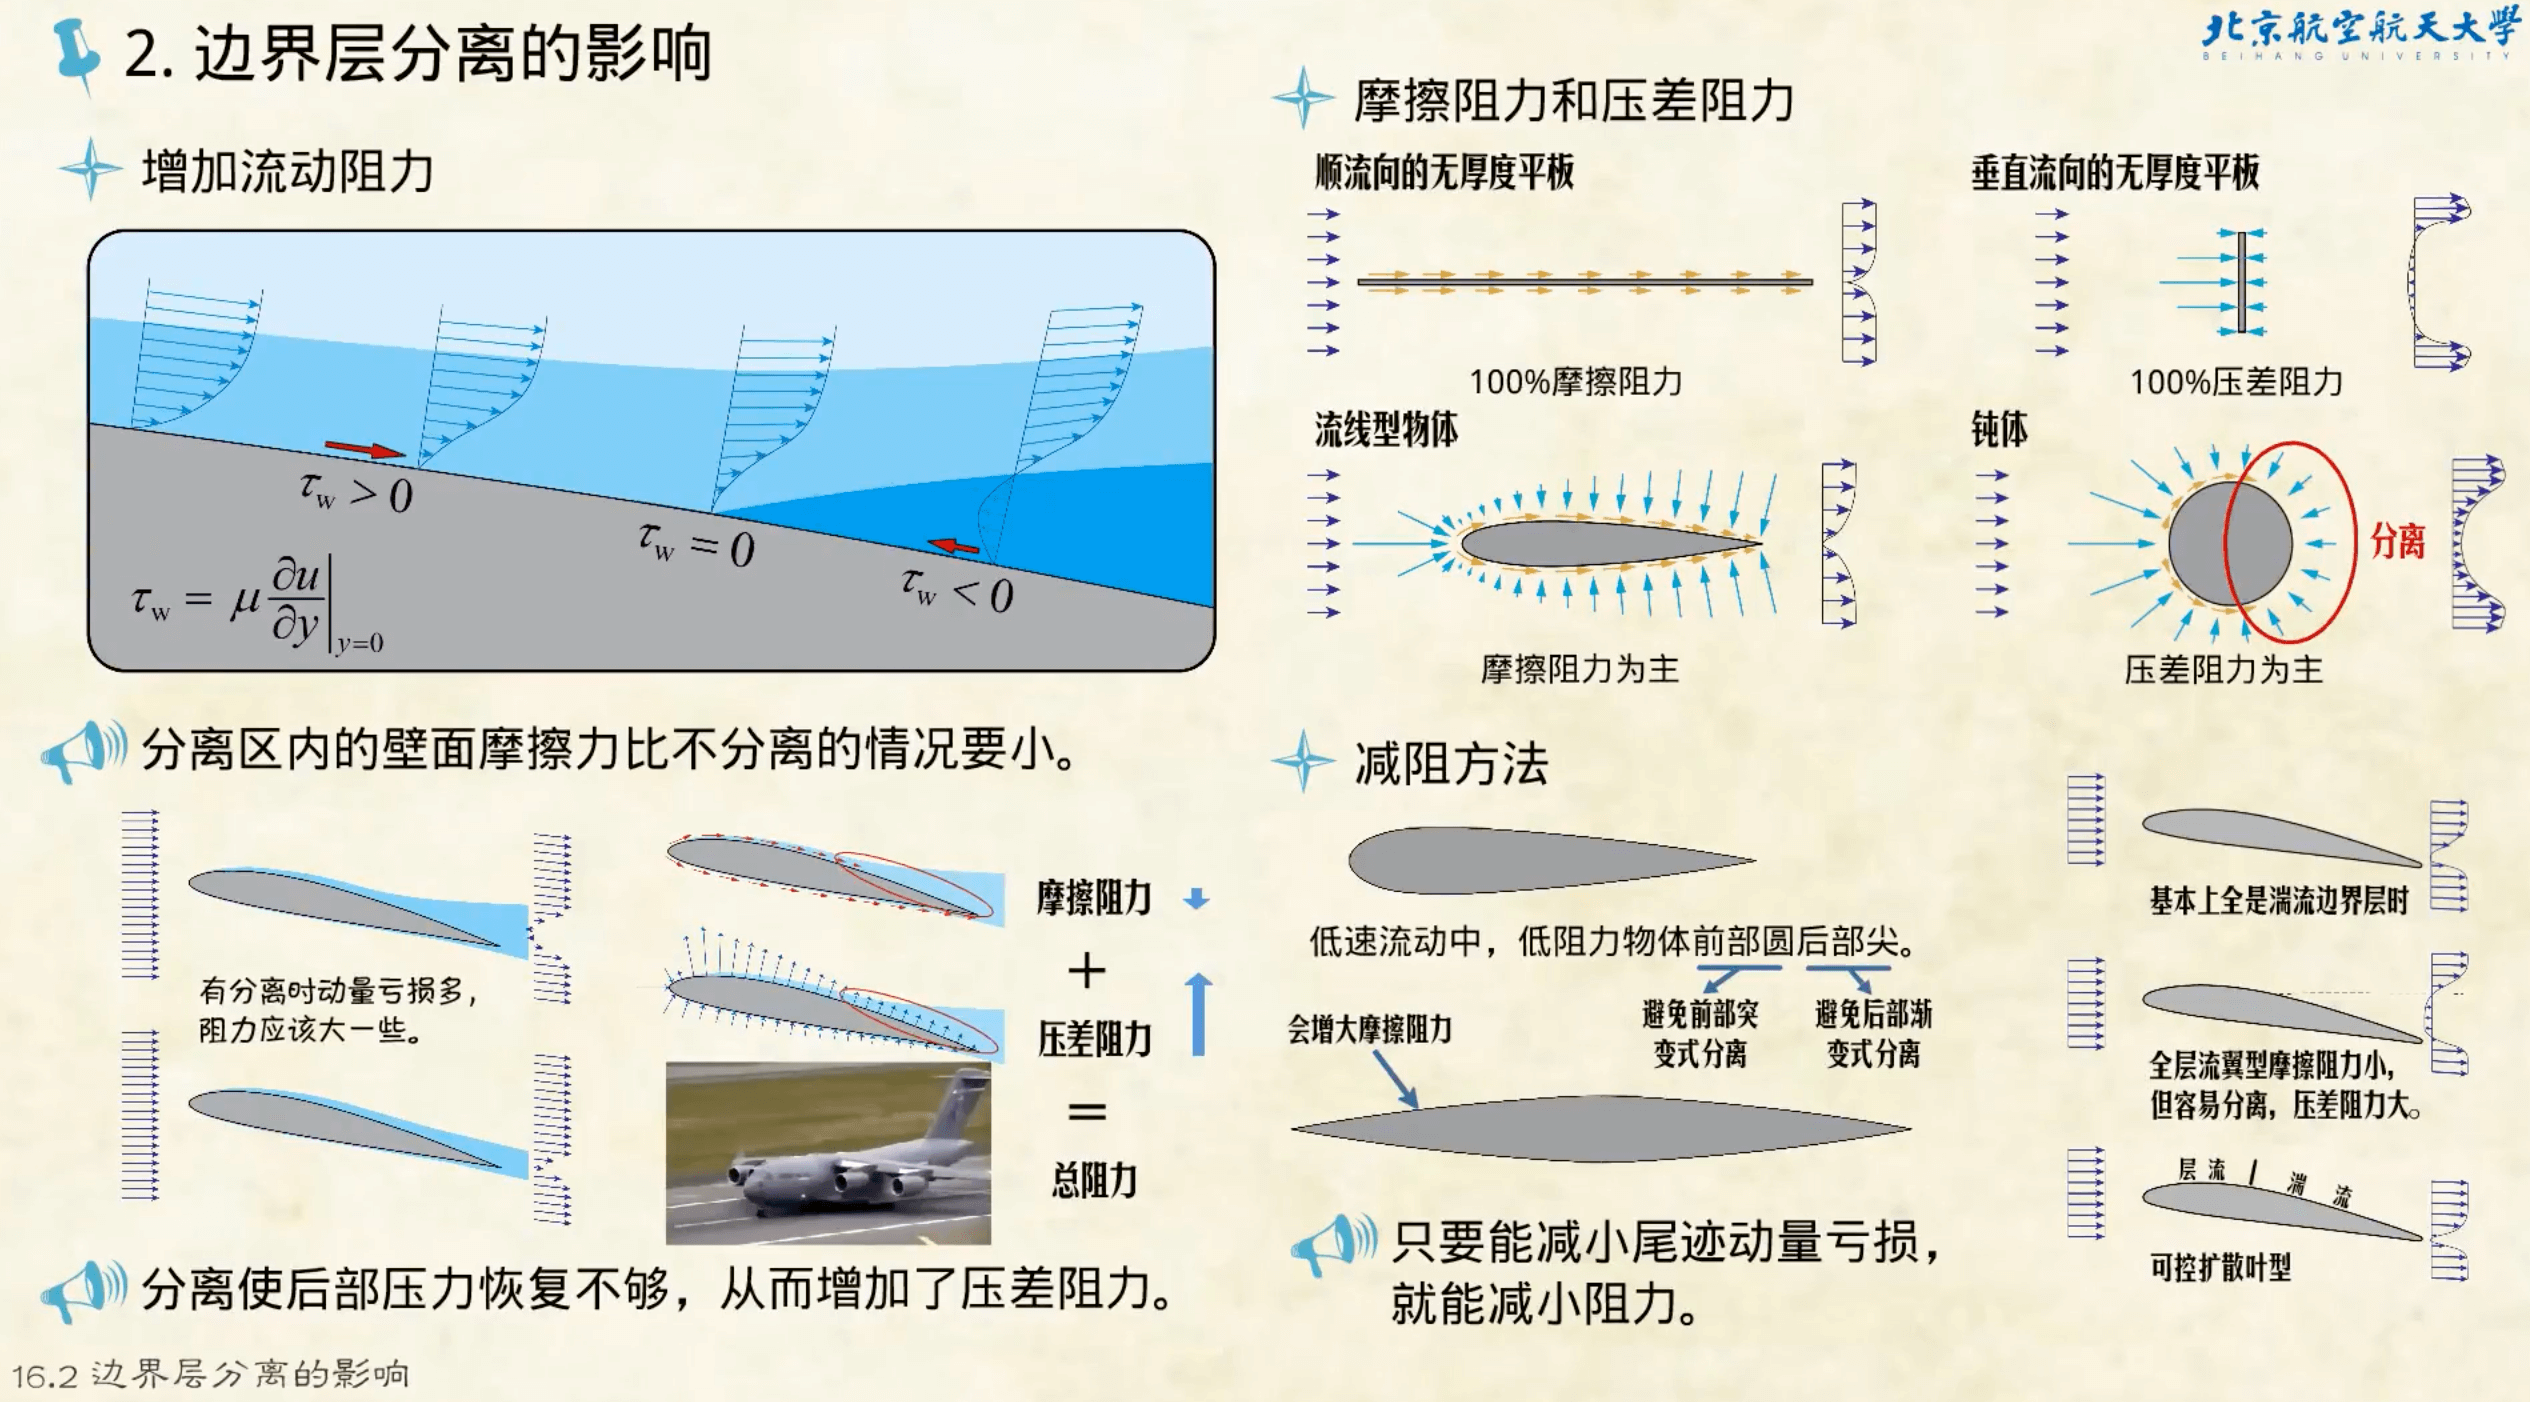 2. 边界层分离的影响
北京航空航天大學
BEIHANG UNIVERSITY
增加流动阻力
τw > 0
τw = 0
τw < 0
τw = μ ∂u/∂y |y=0
分离区内的壁面摩擦力比不分离的情况要小。
有分离时动量亏损多，
阻力应该大一些。
摩擦阻力
+
压差阻力
=
总阻力
分离使后部压力恢复不够，从而增加了压差阻力。
摩擦阻力和压差阻力
顺流向的无厚度平板
垂直流向的无厚度平板
100%摩擦阻力
100%压差阻力
流线型物体
钝体
分离
摩擦阻力为主
压差阻力为主
减阻方法
低速流动中，低阻力物体前部圆后部尖。
会增大摩擦阻力
避免前部突
变式分离
避免后部渐
变式分离
只要能减小尾迹动量亏损，
就能减小阻力。
基本上全是湍流边界层时
全层流翼型摩擦阻力小，
但容易分离，压差阻力大。
层 流 | 湍 流
可控扩散叶型
16.2 边界层分离的影响